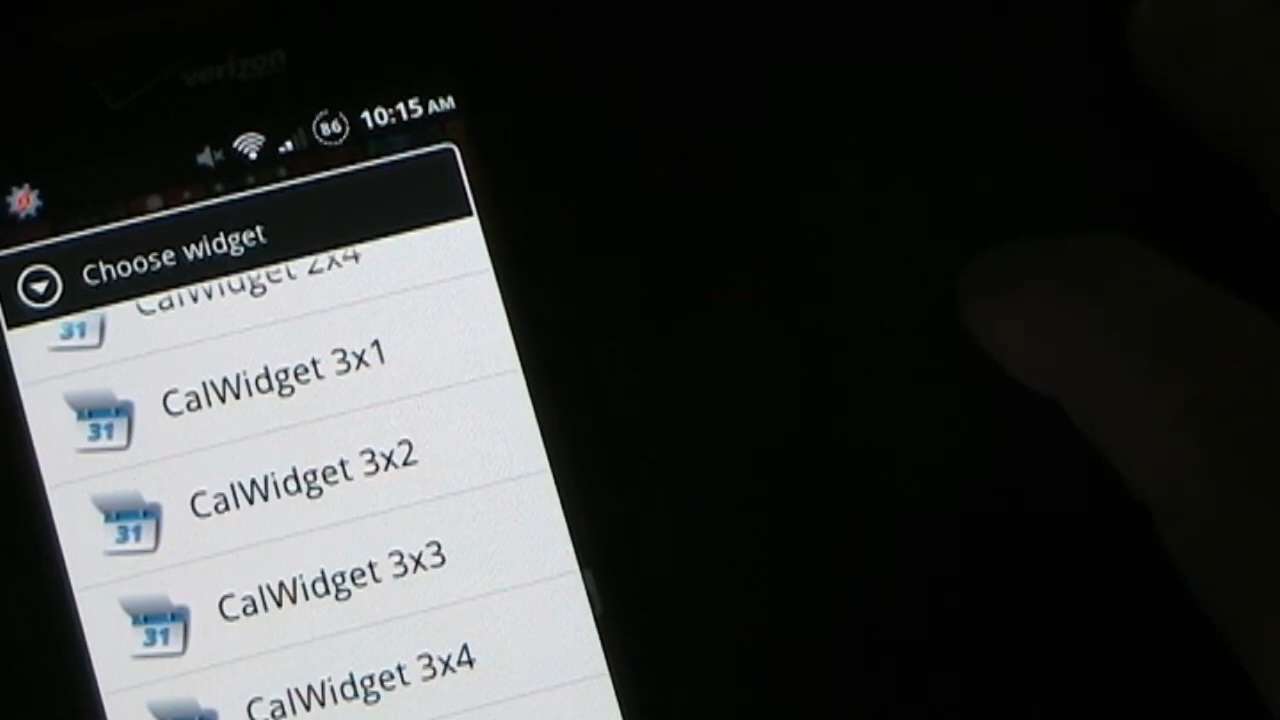 verizon
86 10:15 AM
Choose widget
CalWidget 2x4
31
CalWidget 3x1
31
CalWidget 3x2
31
CalWidget 3x3
31
CalWidget 3x4